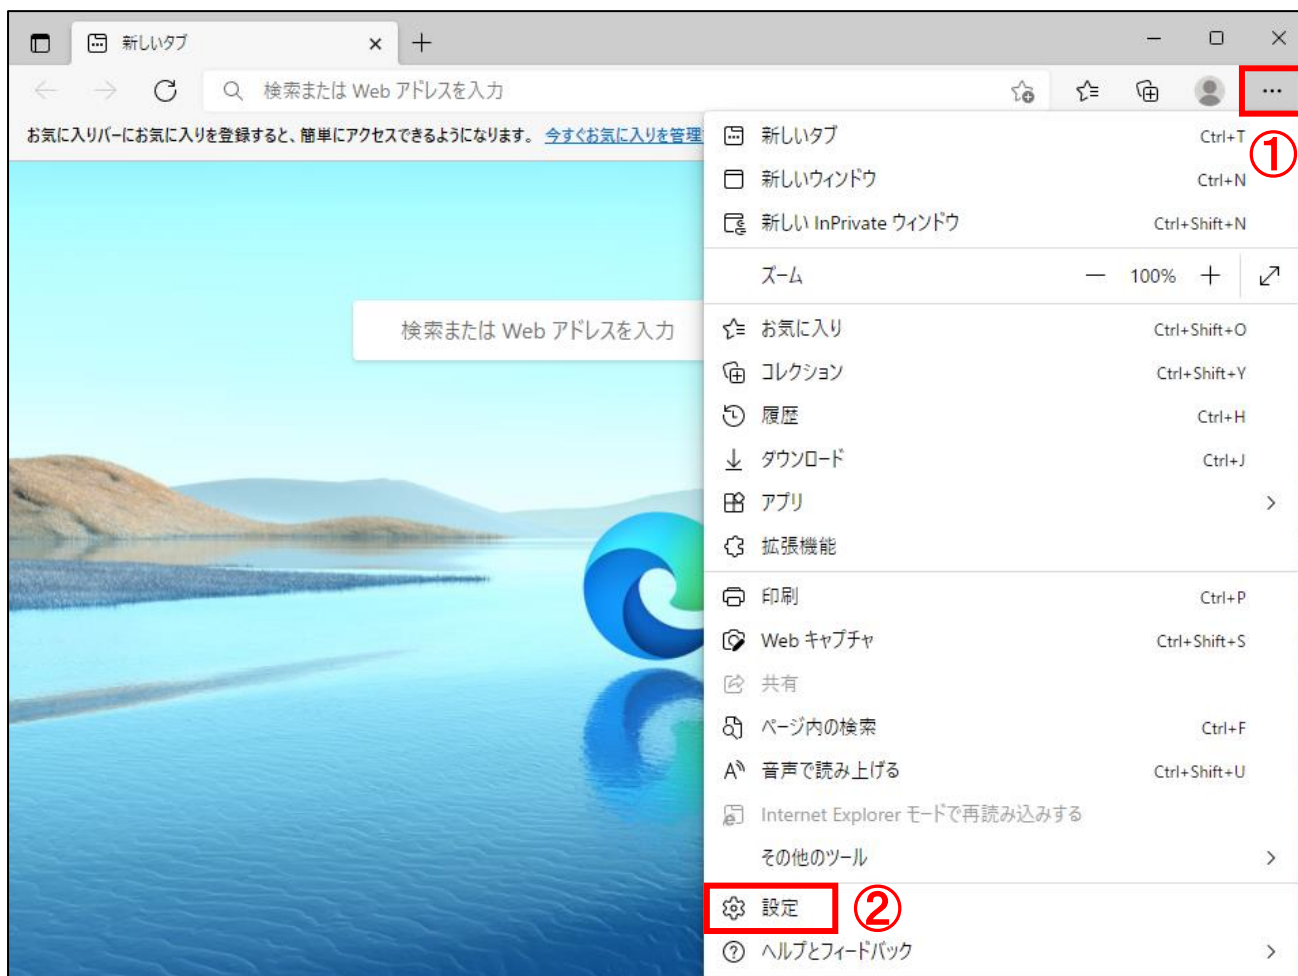 新しいタブ
検索または Web アドレスを入力
お気に入りバーにお気に入りを登録すると、簡単にアクセスできるようになります。 今すぐお気に入りを管理
①
検索または Web アドレスを入力
新しいタブ Ctrl+T
新しいウィンドウ Ctrl+N
新しい InPrivate ウィンドウ Ctrl+Shift+N
ズーム — 100% +
お気に入り Ctrl+Shift+O
コレクション Ctrl+Shift+Y
履歴 Ctrl+H
ダウンロード Ctrl+J
アプリ
拡張機能
印刷 Ctrl+P
Web キャプチャ Ctrl+Shift+S
共有
ページ内の検索 Ctrl+F
音声で読み上げる Ctrl+Shift+U
Internet Explorer モードで再読み込みする
その他のツール
設定 ②
ヘルプとフィードバック